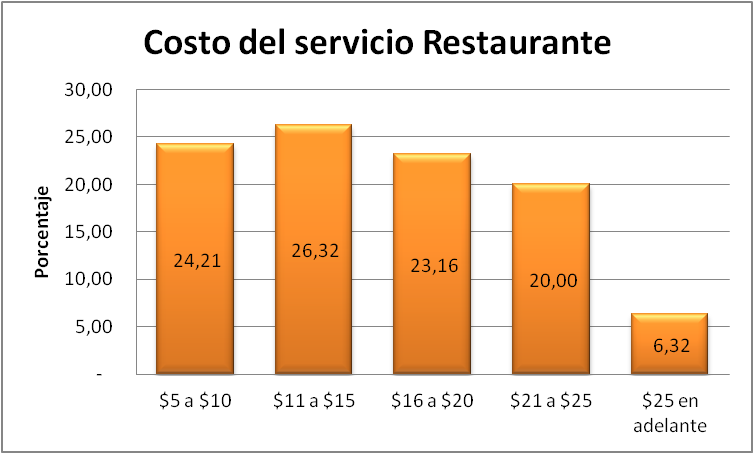 Costo del servicio Restaurante
Porcentaje
30,00
25,00
20,00
15,00
10,00
5,00
-
24,21
26,32
23,16
20,00
6,32
$5 a $10
$11 a $15
$16 a $20
$21 a $25
$25 en
adelante